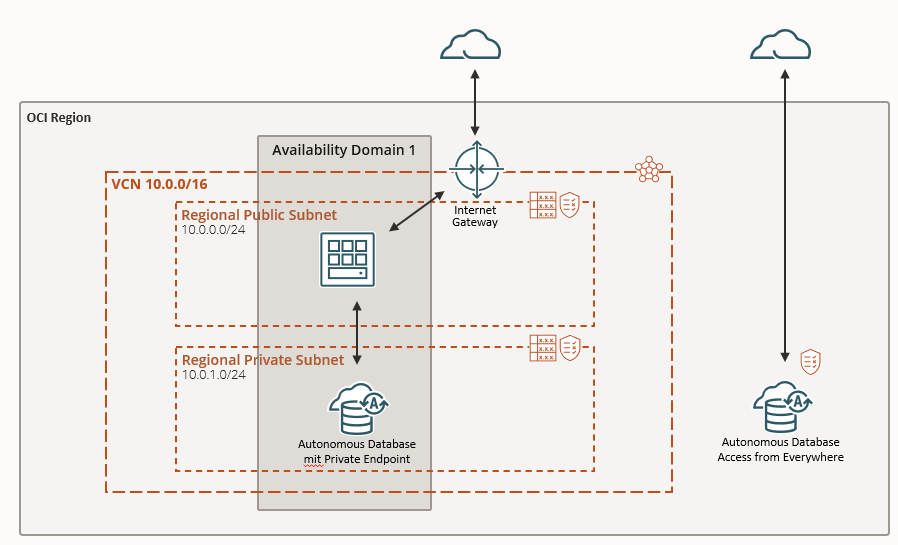 OCI Region
Availability Domain 1
VCN 10.0.0/16
Regional Public Subnet
10.0.0.0/24
Internet
Gateway
Regional Private Subnet
10.0.1.0/24
Autonomous Database
mit Private Endpoint
Autonomous Database
Access from Everywhere
x.x.x
x.x.x
x.x.x
x.x.x
x.x.x
x.x.x
A
A